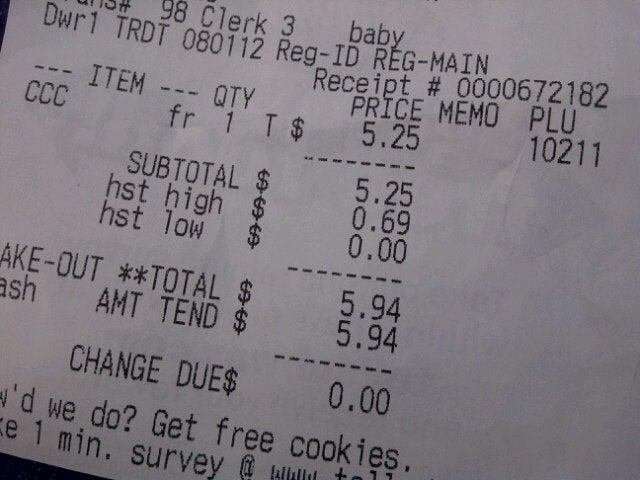 98 Clerk 3 baby
Dwr1 TRDT 080112 Reg-ID REG-MAIN
Receipt # 0000672182
--- ITEM --- QTY PRICE MEMO PLU
CCC fr 1 T $ 5.25 10211
--------
SUBTOTAL $ 5.25
hst high $ 0.69
hst low $ 0.00
--------
AKE-OUT **TOTAL $ 5.94
ash AMT TEND $ 5.94
--------
CHANGE DUE$ 0.00
w'd we do? Get free cookies.
ke 1 min. survey @ www.tell